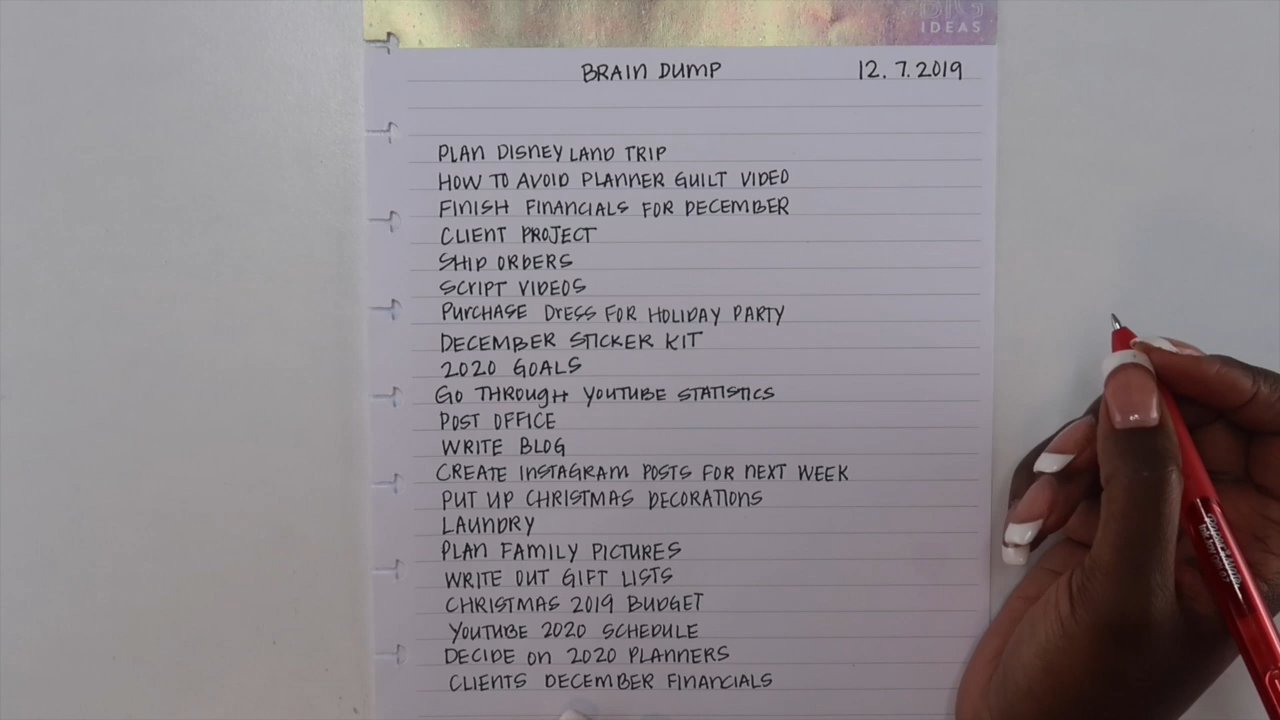 BIG
IDEAS
BRAIN DUMP 12.7.2019
PLAN DISNEYLAND TRIP
HOW TO AVOID PLANNER GUILT VIDEO
FINISH FINANCIALS FOR DECEMBER
CLIENT PROJECT
SHIP ORDERS
SCRIPT VIDEOS
PURCHASE DRESS FOR HOLIDAY PARTY
DECEMBER STICKER KIT
2020 GOALS
GO THROUGH YOUTUBE STATISTICS
POST OFFICE
WRITE BLOG
CREATE INSTAGRAM POSTS FOR NEXT WEEK
PUT UP CHRISTMAS DECORATIONS
LAUNDRY
PLAN FAMILY PICTURES
WRITE OUT GIFT LISTS
CHRISTMAS 2019 BUDGET
YOUTUBE 2020 SCHEDULE
DECIDE ON 2020 PLANNERS
CLIENTS DECEMBER FINANCIALS